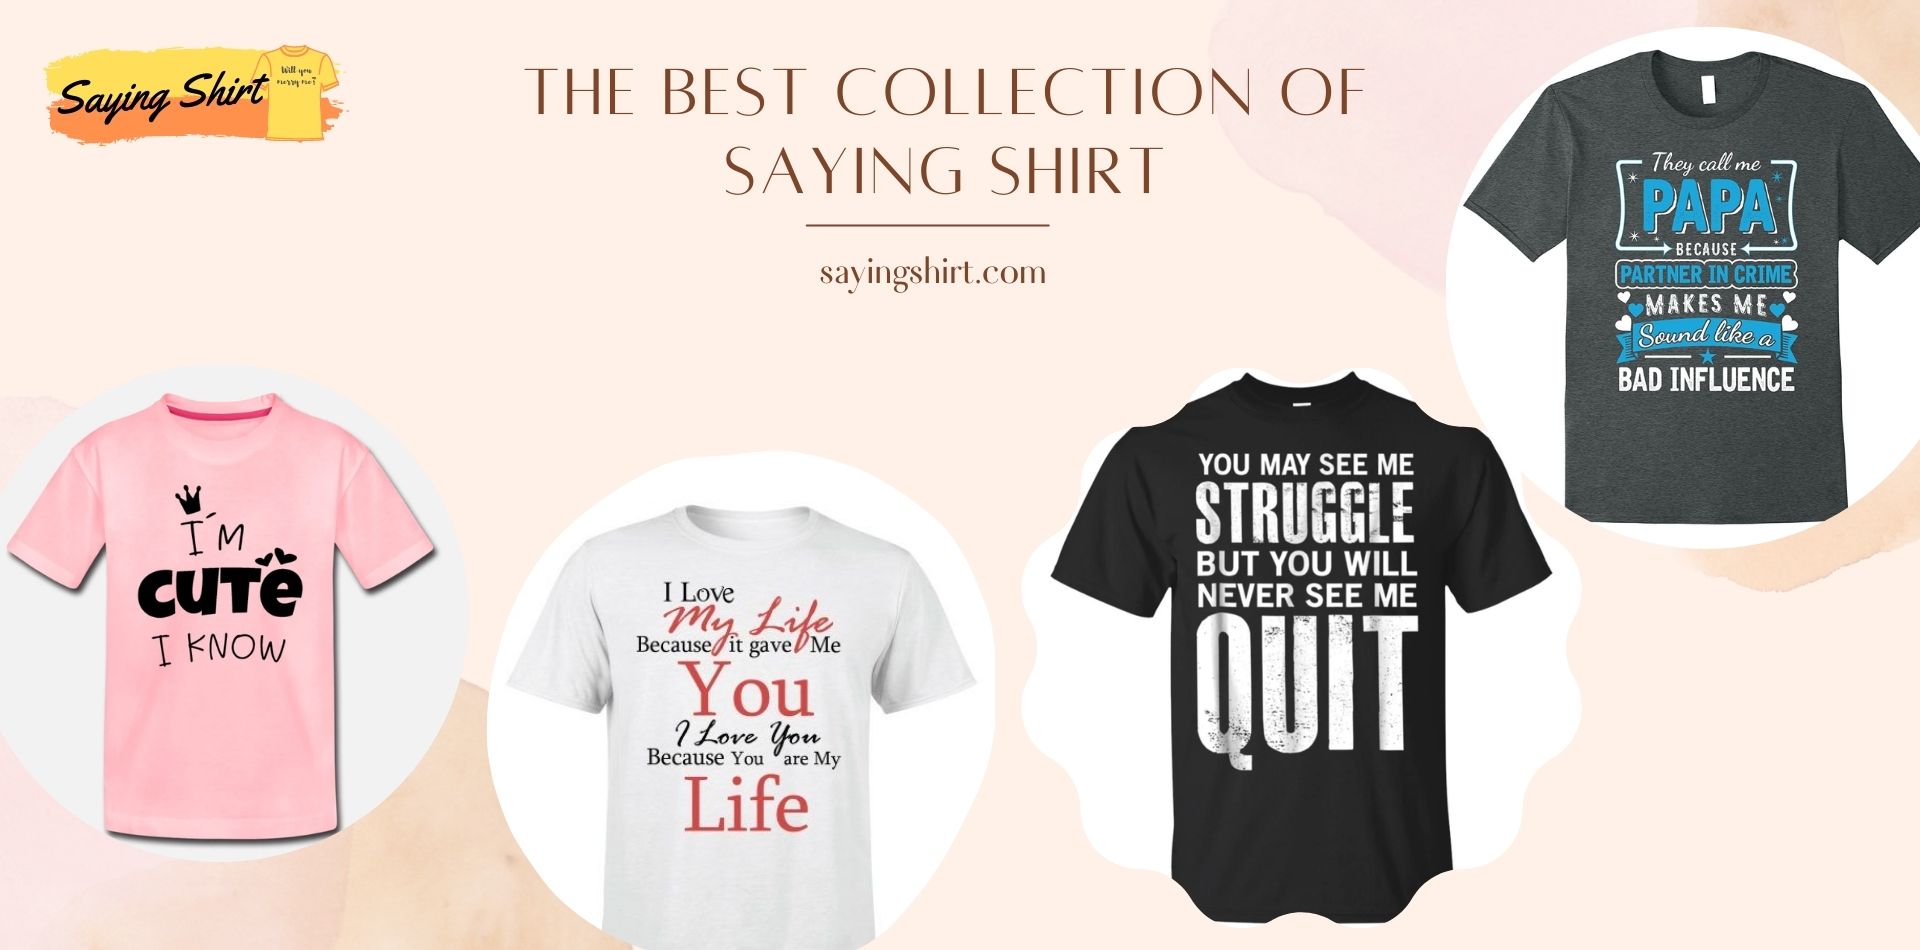 Saying Shirt
Will you
merry me?
THE BEST COLLECTION OF
SAYING SHIRT
sayingshirt.com
I'M
CUTE
I KNOW
I Love
My Life
Because it gave Me
You
I Love You
Because You are My
Life
YOU MAY SEE ME
STRUGGLE
BUT YOU WILL
NEVER SEE ME
QUIT
They call me
PAPA
BECAUSE
PARTNER IN CRIME
MAKES ME
Sound like a
BAD INFLUENCE